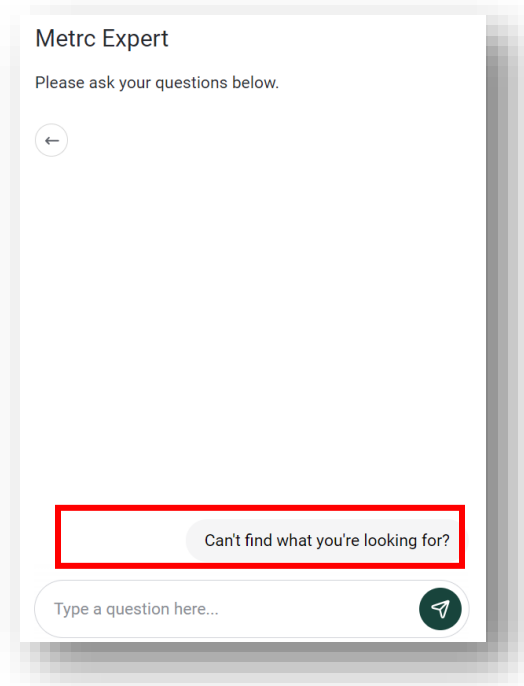 Metrc Expert
Please ask your questions below.
Can't find what you're looking for?
Type a question here...